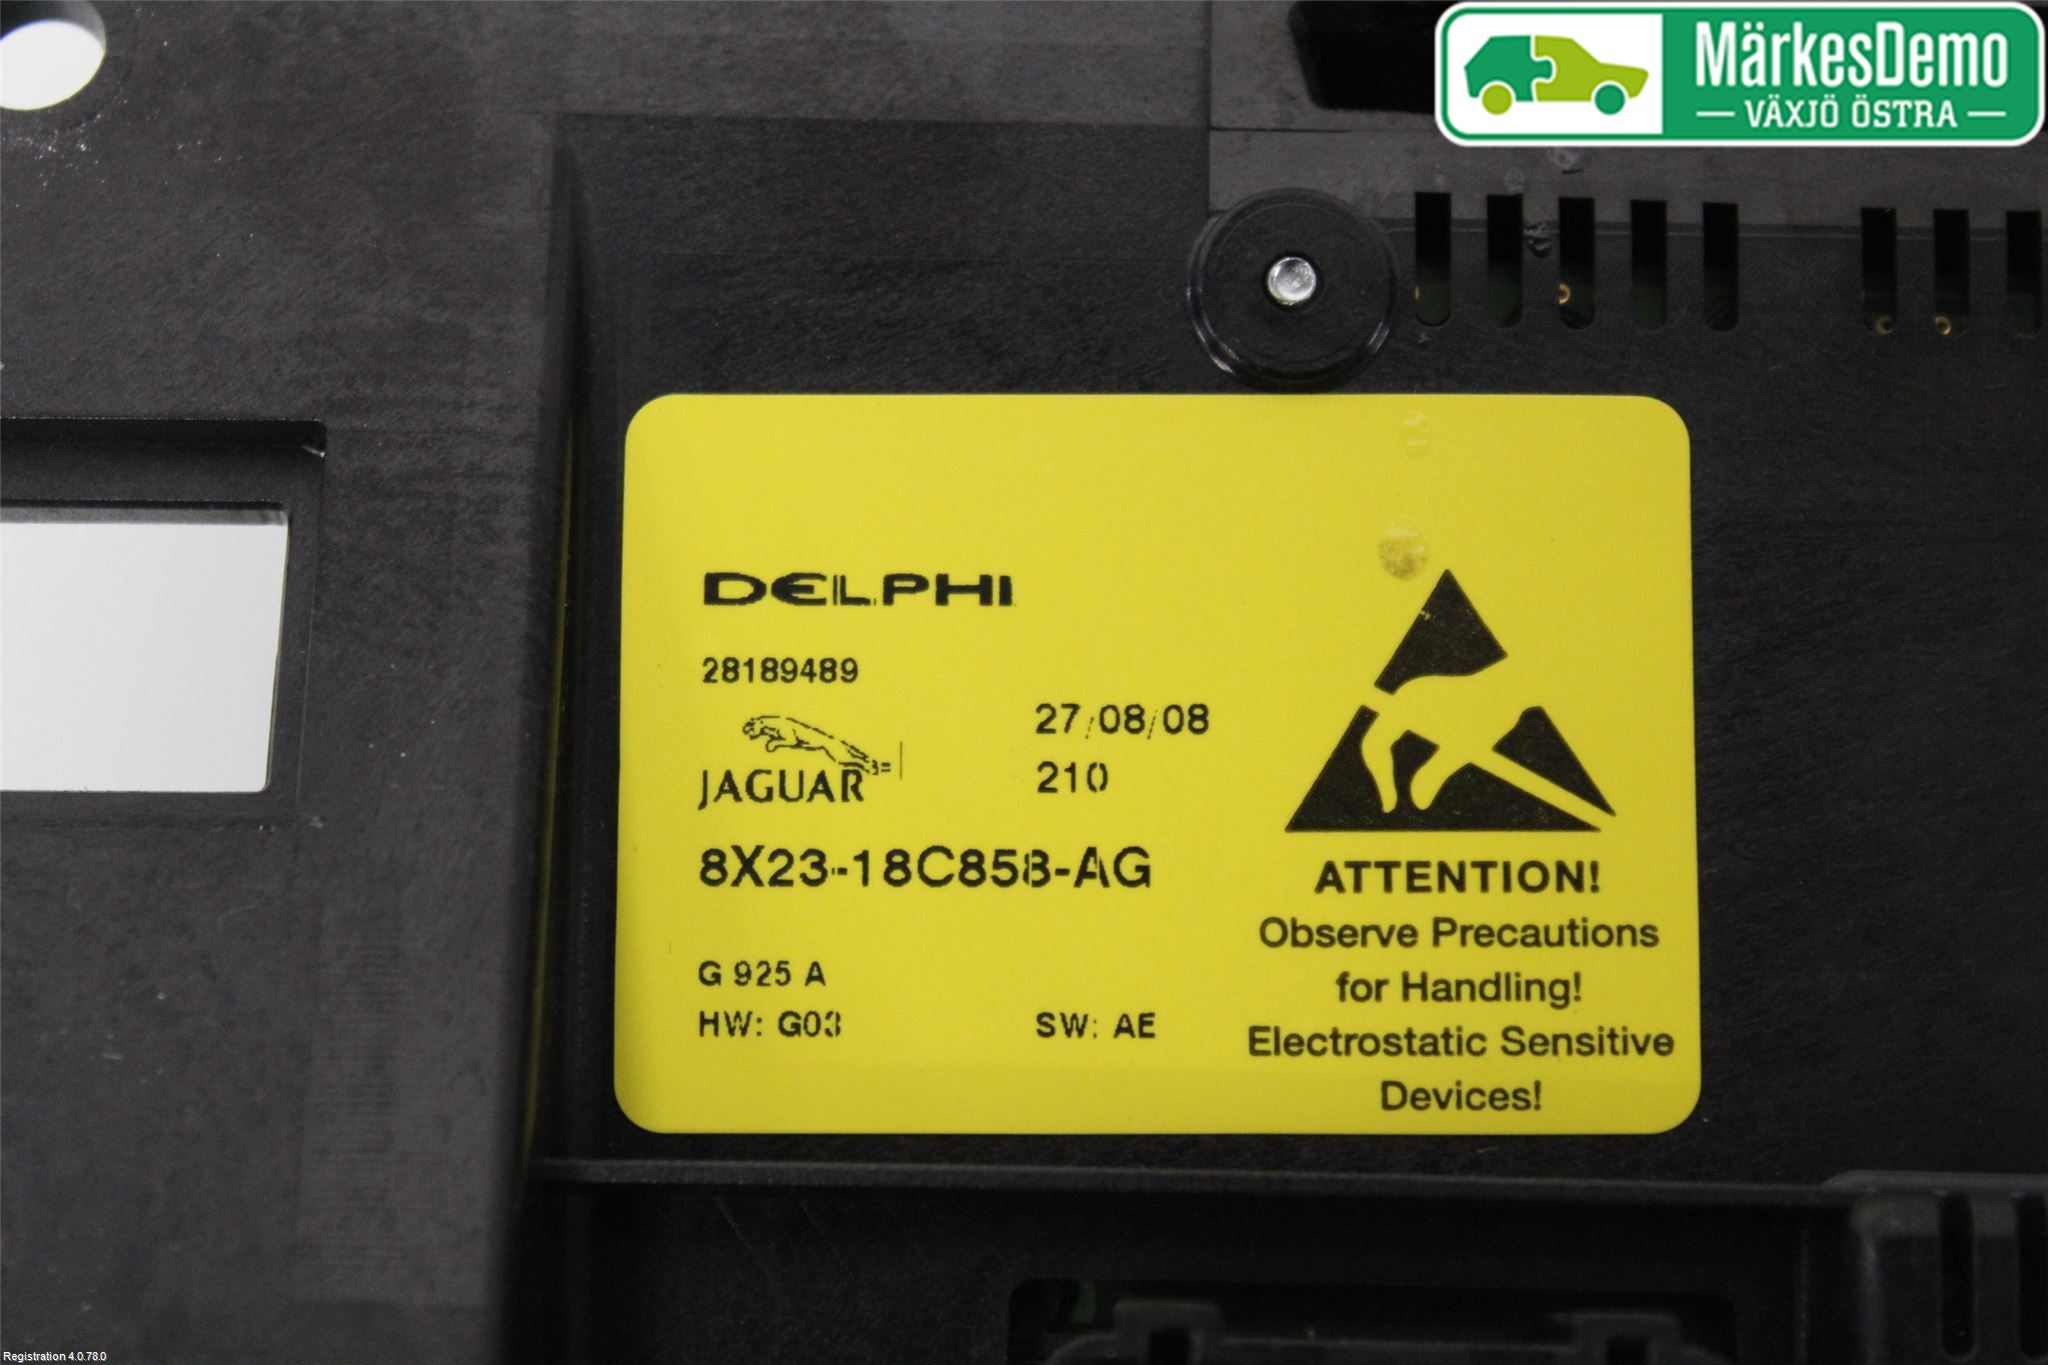 MärkesDemo
VÄXJÖ ÖSTRA
DELPHI
28189489
JAGUAR
27/08/08
210
8X23-18C858-AG
G 925 A
HW: G03
SW: AE
ATTENTION!
Observe Precautions
for Handling!
Electrostatic Sensitive
Devices!
Registration 4.0.78.0